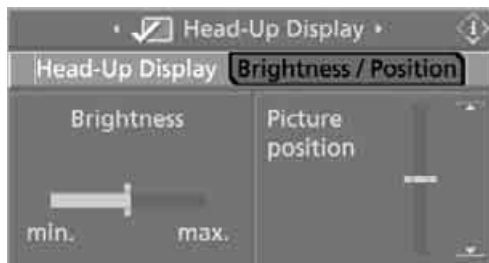 Head-Up Display
Head-Up Display Brightness / Position
Brightness
min. max.
Picture
position